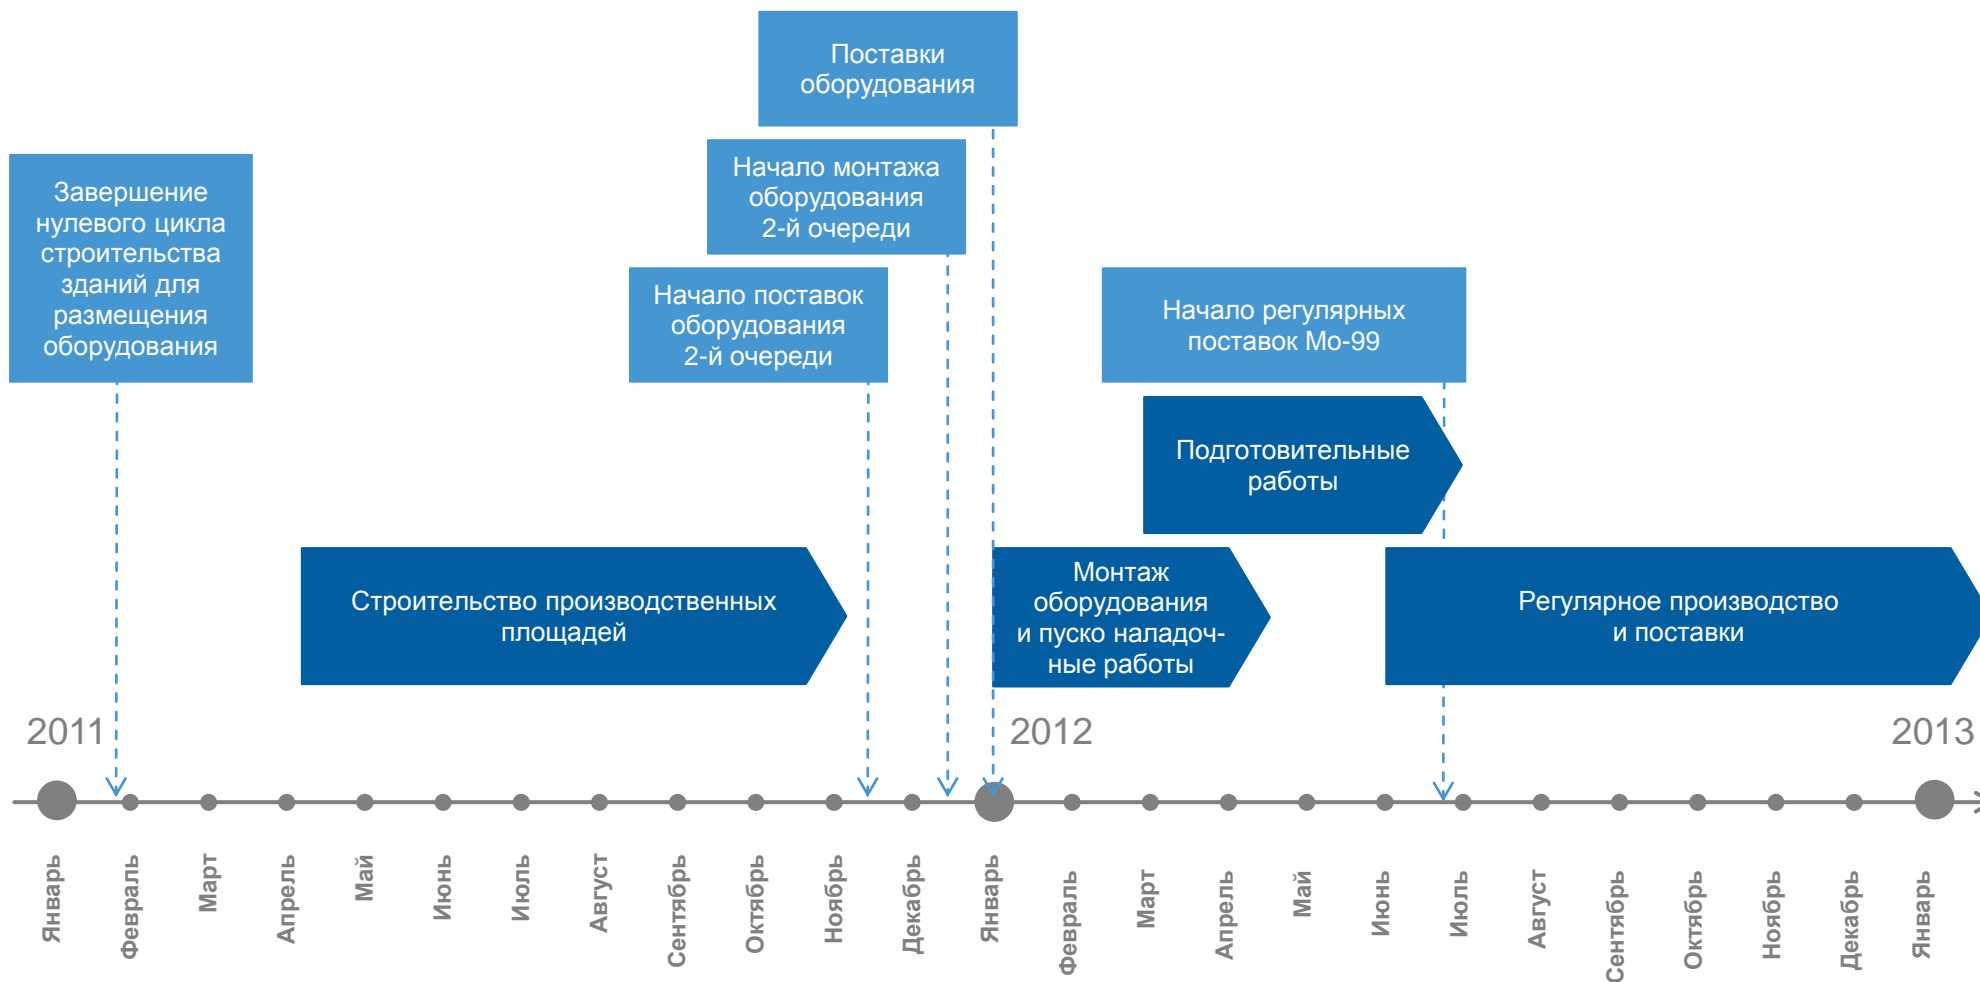 Поставки
оборудования
Начало монтажа
оборудования
2-й очереди
Завершение
нулевого цикла
строительства
зданий для
размещения
оборудования
Начало поставок
оборудования
2-й очереди
Начало регулярных
поставок Мо-99
Подготовительные
работы
Строительство производственных
площадей
Монтаж
оборудования
и пуско наладоч-
ные работы
Регулярное производство
и поставки
2011
2012
2013
Январь
Февраль
Март
Апрель
Май
Июнь
Июль
Август
Сентябрь
Октябрь
Ноябрь
Декабрь
Январь
Февраль
Март
Апрель
Май
Июнь
Июль
Август
Сентябрь
Октябрь
Ноябрь
Декабрь
Январь